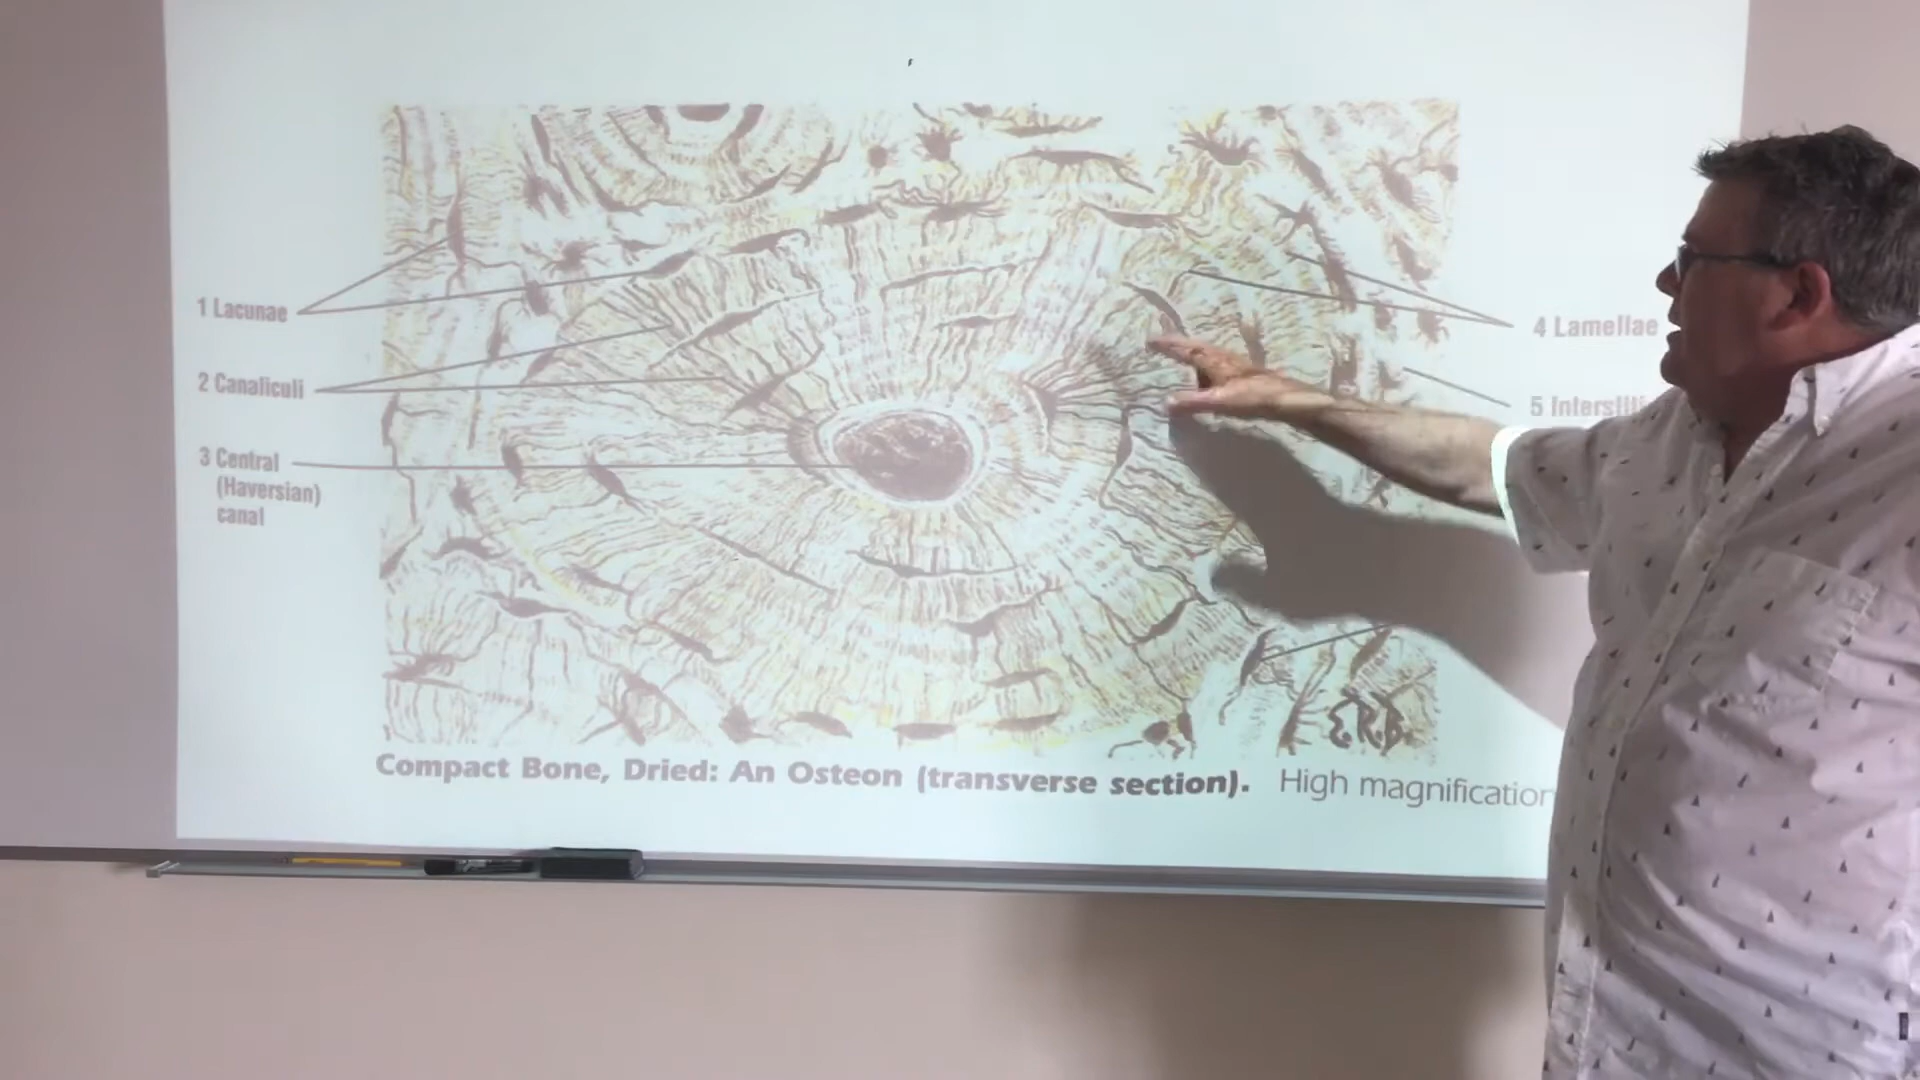 1 Lacunae
2 Canaliculi
3 Central
(Haversian)
canal
4 Lamellae
5
E.R.B.
Compact Bone, Dried: An Osteon (transverse section). High magnification